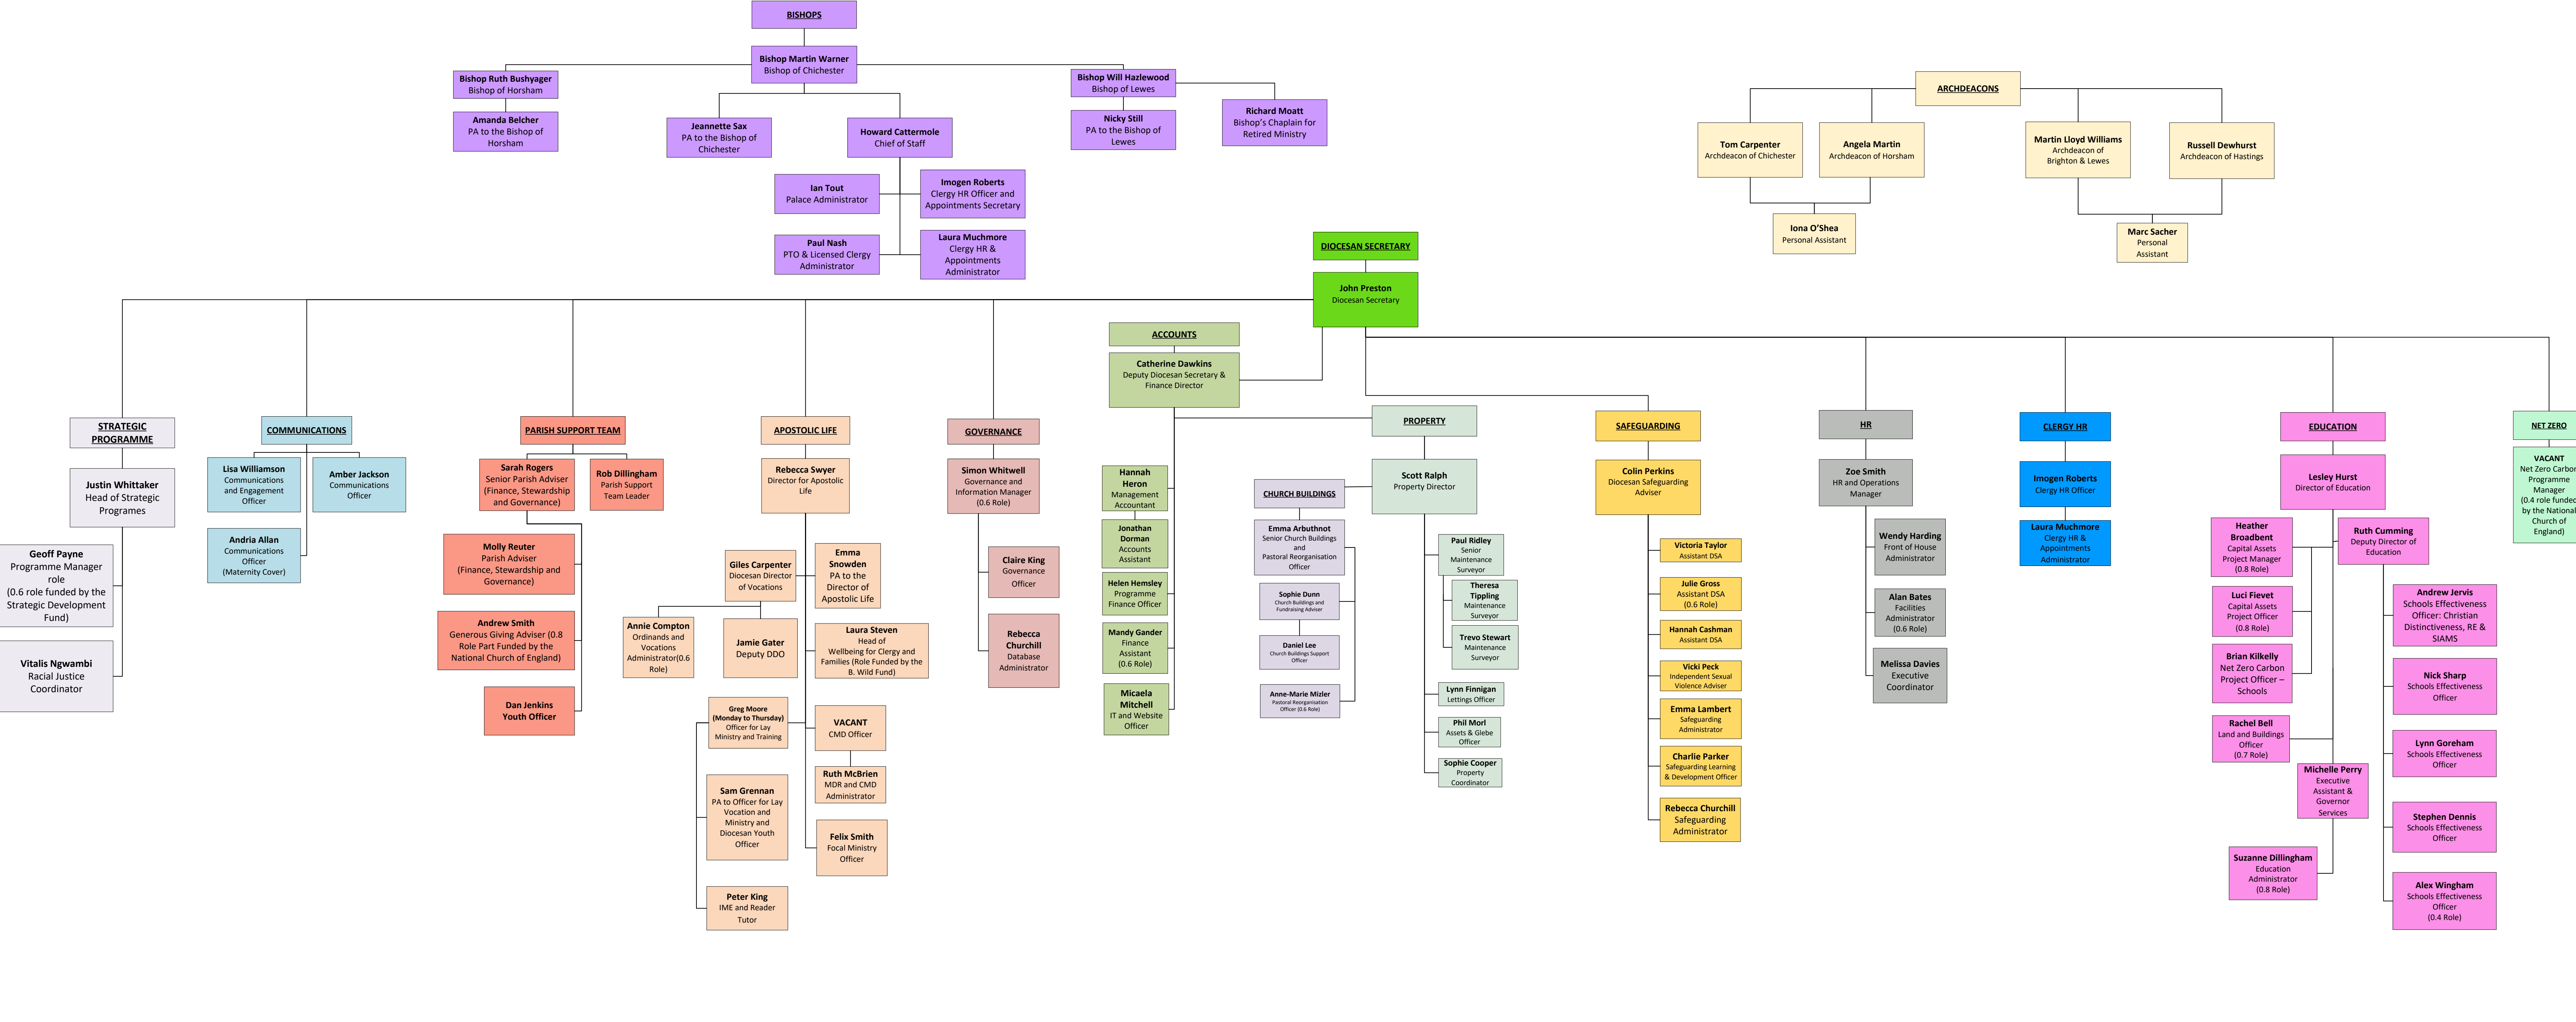 BISHOPS
Bishop Martin Warner
Bishop of Chichester
Bishop Ruth Bushyager
Bishop of Horsham
Amanda Belcher
PA to the Bishop of
Horsham
Jeannette Sax
PA to the Bishop of
Chichester
Howard Cattermole
Chief of Staff
Bishop Will Hazlewood
Bishop of Lewes
Nicky Still
PA to the Bishop of
Lewes
Richard Moatt
Bishop's Chaplain for
Retired Ministry
Ian Tout
Palace Administrator
Imogen Roberts
Clergy HR Officer and
Appointments Secretary
Paul Nash
PTO & Licensed Clergy
Administrator
Laura Muchmore
Clergy HR &
Appointments
Administrator
ARCHDEACONS
Tom Carpenter
Archdeacon of Chichester
Angela Martin
Archdeacon of Horsham
Martin Lloyd Williams
Archdeacon of
Brighton & Lewes
Russell Dewhurst
Archdeacon of Hastings
Iona O'Shea
Personal Assistant
Marc Sacher
Personal
Assistant
DIOCESAN SECRETARY
John Preston
Diocesan Secretary
ACCOUNTS
Catherine Dawkins
Deputy Diocesan Secretary &
Finance Director
STRATEGIC
PROGRAMME
Justin Whittaker
Head of Strategic
Programes
Geoff Payne
Programme Manager
role
(0.6 role funded by the
Strategic Development
Fund)
Vitalis Ngwambi
Racial Justice
Coordinator
COMMUNICATIONS
Lisa Williamson
Communications
and Engagement
Officer
Amber Jackson
Communications
Officer
Andria Allan
Communications
Officer
(Maternity Cover)
PARISH SUPPORT TEAM
Sarah Rogers
Senior Parish Adviser
(Finance, Stewardship
and Governance)
Rob Dillingham
Parish Support
Team Leader
Molly Reuter
Parish Adviser
(Finance, Stewardship and
Governance)
Andrew Smith
Generous Giving Adviser (0.8
Role Part Funded by the
National Church of England)
Dan Jenkins
Youth Officer
APOSTOLIC LIFE
Rebecca Swyer
Director for Apostolic
Life
Giles Carpenter
Diocesan Director
of Vocations
Emma
Snowden
PA to the
Director of
Apostolic Life
Annie Compton
Ordinands and
Vocations
Administrator(0.6
Role)
Jamie Gater
Deputy DDO
Laura Steven
Head of
Wellbeing for Clergy and
Families (Role Funded by the
B. Wild Fund)
Greg Moore
(Monday to Thursday)
Officer for Lay
Ministry and Training
VACANT
CMD Officer
Ruth McBrien
MDR and CMD
Administrator
Sam Grennan
PA to Officer for Lay
Vocation and
Ministry and
Diocesan Youth
Officer
Felix Smith
Focal Ministry
Officer
Peter King
IME and Reader
Tutor
GOVERNANCE
Simon Whitwell
Governance and
Information Manager
(0.6 Role)
Claire King
Governance
Officer
Rebecca
Churchill
Database
Administrator
Hannah
Heron
Management
Accountant
Jonathan
Dorman
Accounts
Assistant
Helen Hemsley
Programme
Finance Officer
Mandy Gander
Finance
Assistant
(0.6 Role)
Micaela
Mitchell
IT and Website
Officer
PROPERTY
Scott Ralph
Property Director
CHURCH BUILDINGS
Emma Arbuthnot
Senior Church Buildings
and
Pastoral Reorganisation
Officer
Sophie Dunn
Church Buildings and
Fundraising Adviser
Daniel Lee
Church Buildings Support
Officer
Anne-Marie Mizler
Pastoral Reorganisation
Officer (0.6 Role)
Paul Ridley
Senior
Maintenance
Surveyor
Theresa
Tippling
Maintenance
Surveyor
Trevo Stewart
Maintenance
Surveyor
Lynn Finnigan
Lettings Officer
Phil Morl
Assets & Glebe
Officer
Sophie Cooper
Property
Coordinator
SAFEGUARDING
Colin Perkins
Diocesan Safeguarding
Adviser
Victoria Taylor
Assistant DSA
Julie Gross
Assistant DSA
(0.6 Role)
Hannah Cashman
Assistant DSA
Vicki Peck
Independent Sexual
Violence Adviser
Emma Lambert
Safeguarding
Administrator
Charlie Parker
Safeguarding Learning
& Development Officer
Rebecca Churchill
Safeguarding
Administrator
HR
Zoe Smith
HR and Operations
Manager
Wendy Harding
Front of House
Administrator
Alan Bates
Facilities
Administrator
(0.6 Role)
Melissa Davies
Executive
Coordinator
CLERGY HR
Imogen Roberts
Clergy HR Officer
Laura Muchmore
Clergy HR &
Appointments
Administrator
EDUCATION
Lesley Hurst
Director of Education
Heather
Broadbent
Capital Assets
Project Manager
(0.8 Role)
Ruth Cumming
Deputy Director of
Education
Luci Fievet
Capital Assets
Project Officer
(0.8 Role)
Brian Kilkelly
Net Zero Carbon
Project Officer –
Schools
Rachel Bell
Land and Buildings
Officer
(0.7 Role)
Michelle Perry
Executive
Assistant &
Governor
Services
Suzanne Dillingham
Education
Administrator
(0.8 Role)
Andrew Jervis
Schools Effectiveness
Officer: Christian
Distinctiveness, RE &
SIAMS
Nick Sharp
Schools Effectiveness
Officer
Lynn Goreham
Schools Effectiveness
Officer
Stephen Dennis
Schools Effectiveness
Officer
Alex Wingham
Schools Effectiveness
Officer
(0.4 Role)
NET ZERO
VACANT
Net Zero Carbon
Programme
Manager
(0.4 role funded
by the National
Church of
England)